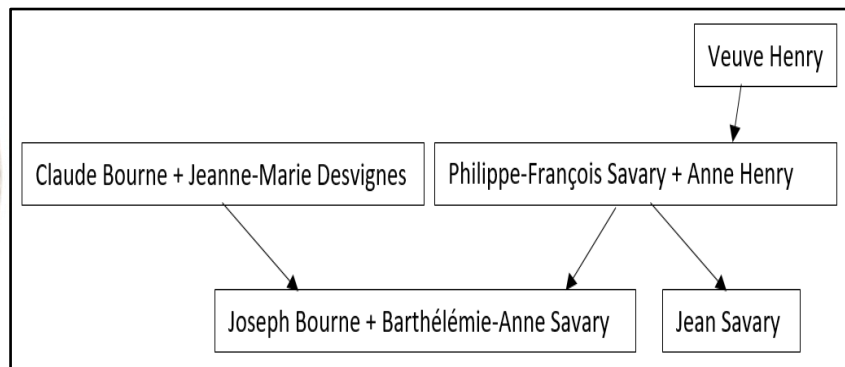 Veuve Henry
Claude Bourne + Jeanne-Marie Desvignes
Philippe-François Savary + Anne Henry
Joseph Bourne + Barthélémie-Anne Savary
Jean Savary